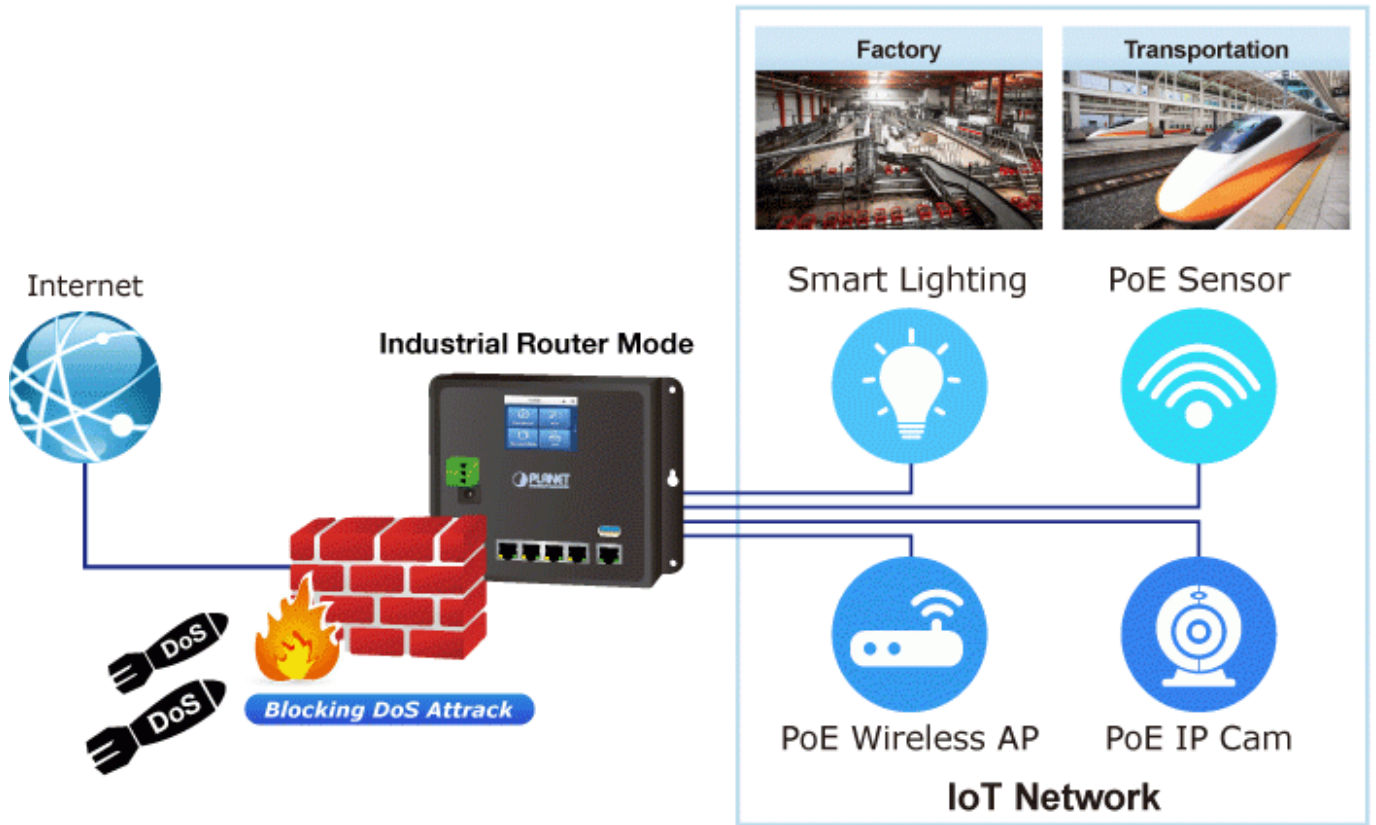 Factory
Transportation
Internet
Smart Lighting
PoE Sensor
Industrial Router Mode
PLANET
DoS
DoS
Blocking DoS Attrack
PoE Wireless AP
PoE IP Cam
IoT Network